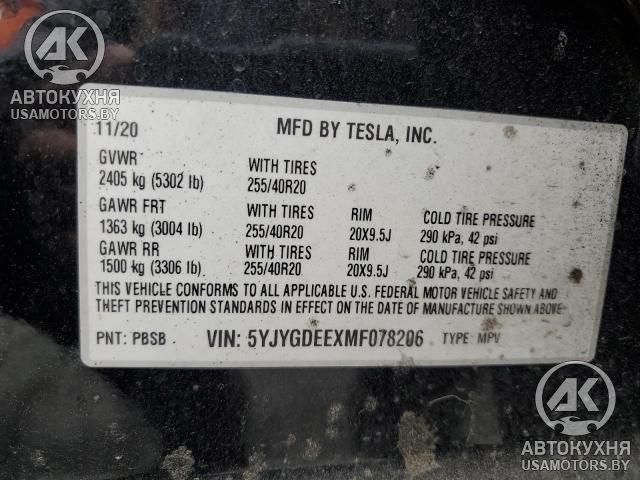 AK
АВТОКУХНЯ
USAMOTORS.BY
11/20 MFD BY TESLA, INC.
GVWR WITH TIRES
2405 kg (5302 lb) 255/40R20
GAWR FRT WITH TIRES RIM COLD TIRE PRESSURE
1363 kg (3004 lb) 255/40R20 20X9.5J 290 kPa, 42 psi
GAWR RR WITH TIRES RIM COLD TIRE PRESSURE
1500 kg (3306 lb) 255/40R20 20X9.5J 290 kPa, 42 psi
THIS VEHICLE CONFORMS TO ALL APPLICABLE U.S. FEDERAL MOTOR VEHICLE SAFETY AND
THEFT PREVENTION STANDARDS IN EFFECT ON THE DATE OF MANUFACTURE SHOWN ABOVE
PNT: PBSB VIN: 5YJYGDEEXMF078206 TYPE: MPV
AK
АВТОКУХНЯ
USAMOTORS.BY